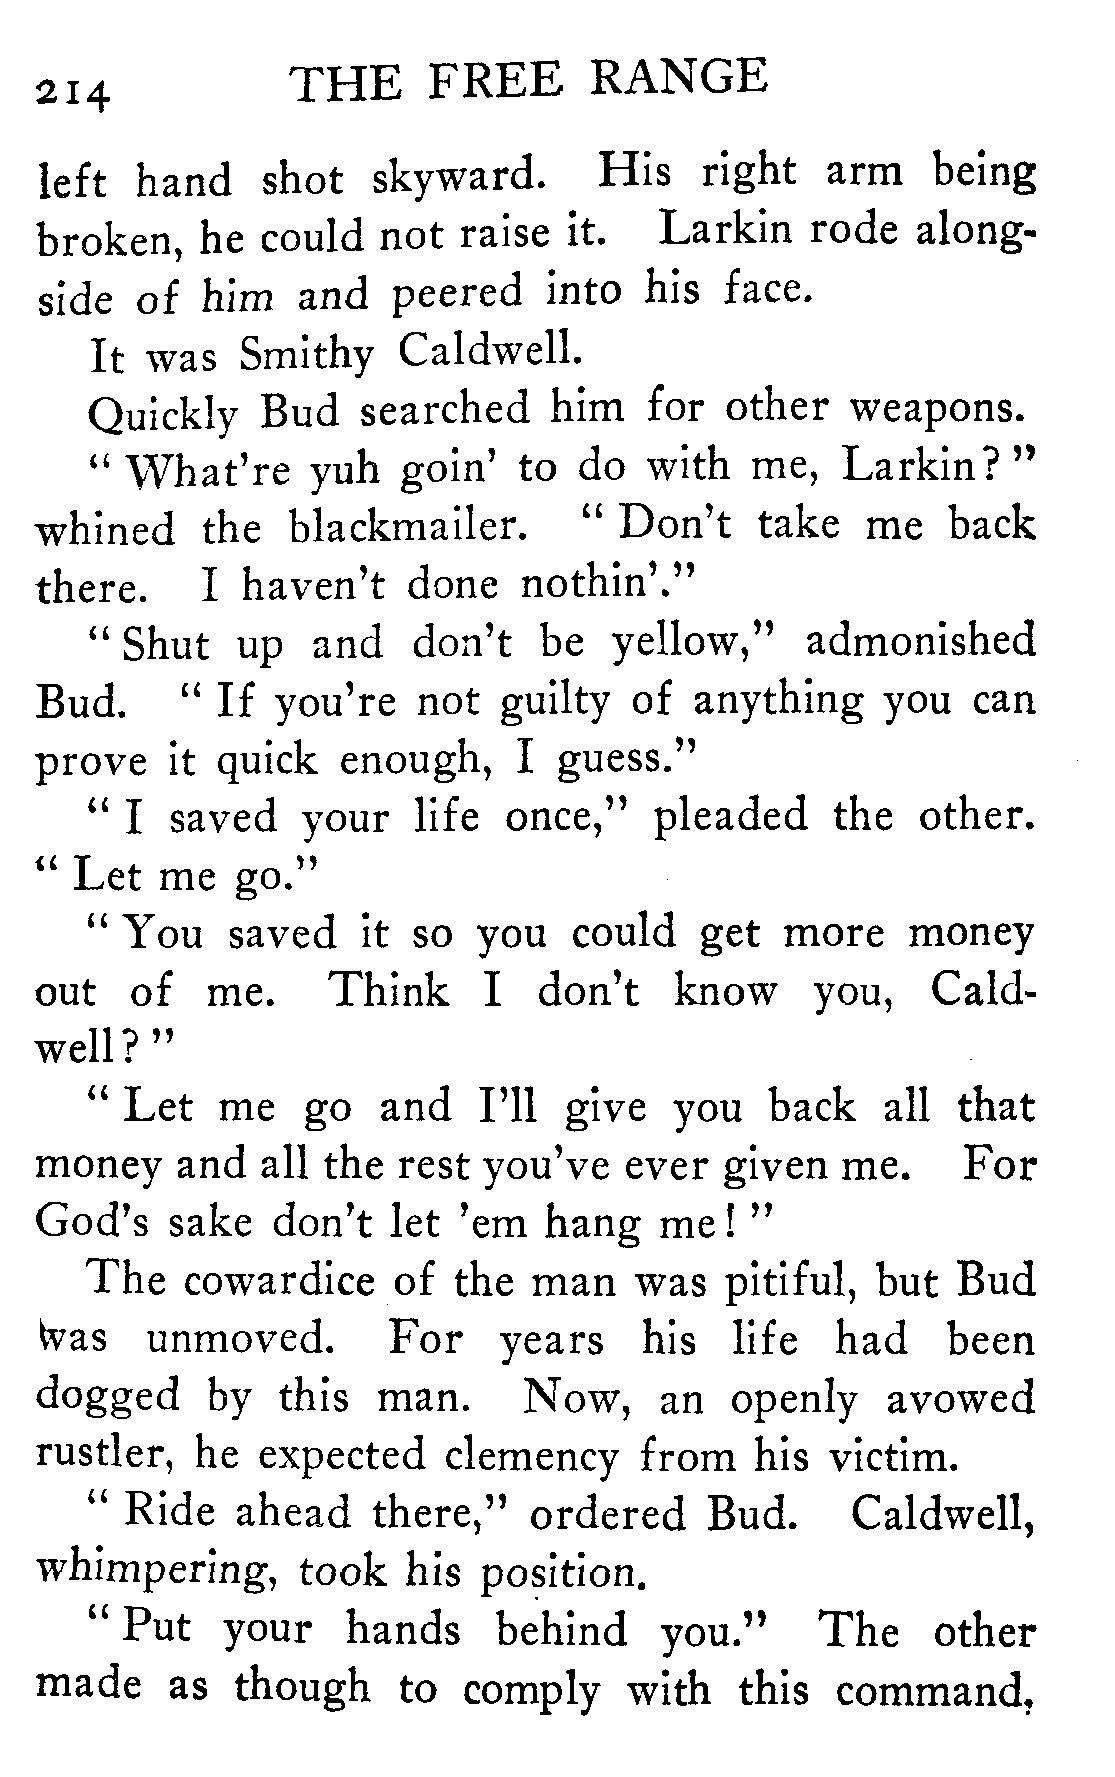 214 THE FREE RANGE
left hand shot skyward. His right arm being
broken, he could not raise it. Larkin rode along-
side of him and peered into his face.
It was Smithy Caldwell.
Quickly Bud searched him for other weapons.
“ What're yuh goin' to do with me, Larkin? ”
whined the blackmailer. “ Don't take me back
there. I haven't done nothin'.”
“ Shut up and don't be yellow,” admonished
Bud. “ If you're not guilty of anything you can
prove it quick enough, I guess.”
“ I saved your life once,” pleaded the other.
“ Let me go.”
“ You saved it so you could get more money
out of me. Think I don't know you, Cald-
well? ”
“ Let me go and I'll give you back all that
money and all the rest you've ever given me. For
God's sake don't let 'em hang me! ”
The cowardice of the man was pitiful, but Bud
was unmoved. For years his life had been
dogged by this man. Now, an openly avowed
rustler, he expected clemency from his victim.
“ Ride ahead there,” ordered Bud. Caldwell,
whimpering, took his position.
“ Put your hands behind you.” The other
made as though to comply with this command,